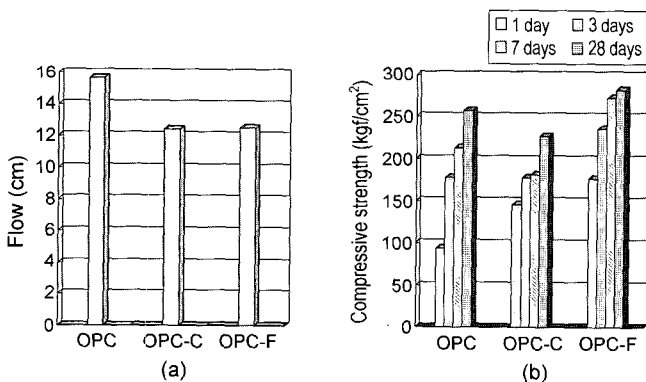 1 day 3 days
7 days 28 days
16
14
12
10
8
6
4
2
0
Flow (cm)
OPC OPC-C OPC-F
(a)
300
250
200
150
100
50
0
Compressive strength (kgf/cm²)
OPC OPC-C OPC-F
(b)